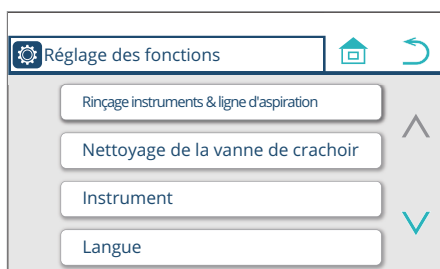 Réglage des fonctions
Rinçage instruments & ligne d'aspiration
Nettoyage de la vanne de crachoir
Instrument
Langue